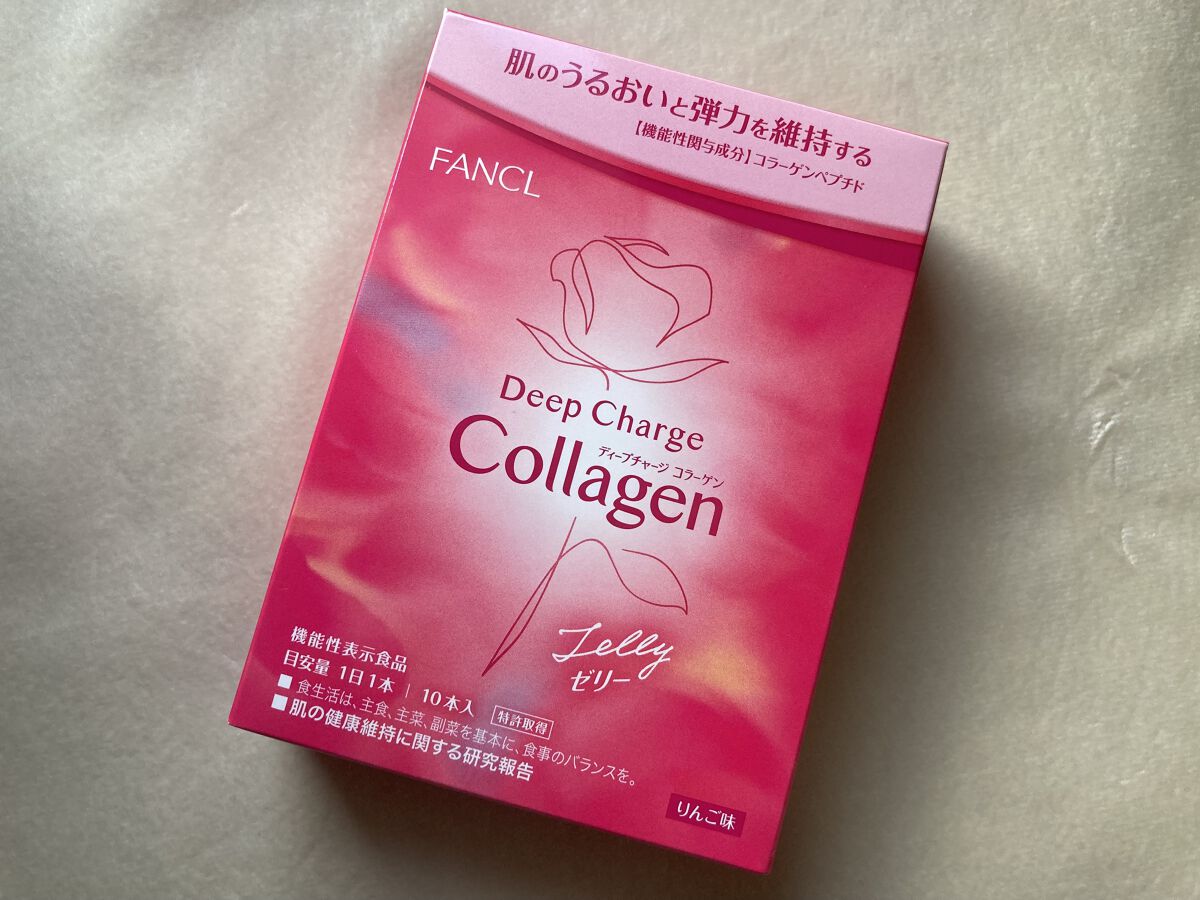 肌のうるおいと弾力を維持する
【機能性関与成分】コラーゲンペプチド
FANCL
Deep Charge
ディープチャージ コラーゲン
Collagen
Jelly
ゼリー
機能性表示食品
目安量 1日1本 | 10本入 特許取得
■ 食生活は、主食、主菜、副菜を基本に、食事のバランスを。
■ 肌の健康維持に関する研究報告
りんご味